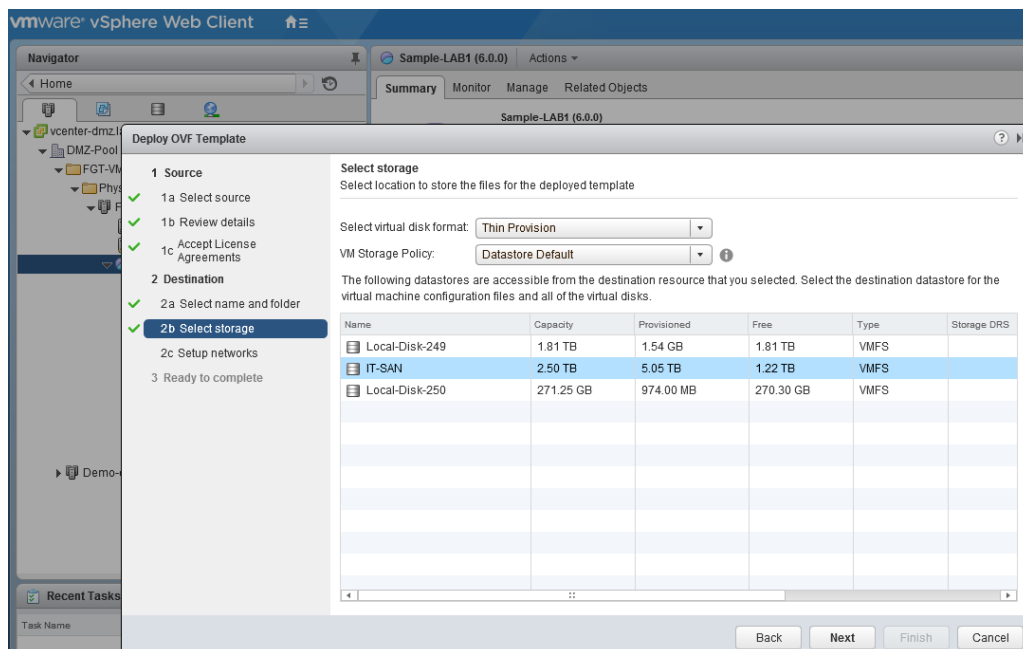 vmware® vSphere Web Client
Navigator
Home
vcenter-dmz.
DMZ-Pool
FGT-VM
Phys
F
Demo-
Recent Tasks
Task Name
Sample-LAB1 (6.0.0) Actions
Summary Monitor Manage Related Objects
Sample-LAB1 (6.0.0)
Deploy OVF Template
?
1 Source
1a Select source
1b Review details
1c Accept License
Agreements
2 Destination
2a Select name and folder
2b Select storage
2c Setup networks
3 Ready to complete
Select storage
Select location to store the files for the deployed template
Select virtual disk format: Thin Provision
VM Storage Policy: Datastore Default
The following datastores are accessible from the destination resource that you selected. Select the destination datastore for the
virtual machine configuration files and all of the virtual disks.
Name Capacity Provisioned Free Type Storage DRS
Local-Disk-249 1.81 TB 1.54 GB 1.81 TB VMFS
IT-SAN 2.50 TB 5.05 TB 1.22 TB VMFS
Local-Disk-250 271.25 GB 974.00 MB 270.30 GB VMFS
Back Next Finish Cancel